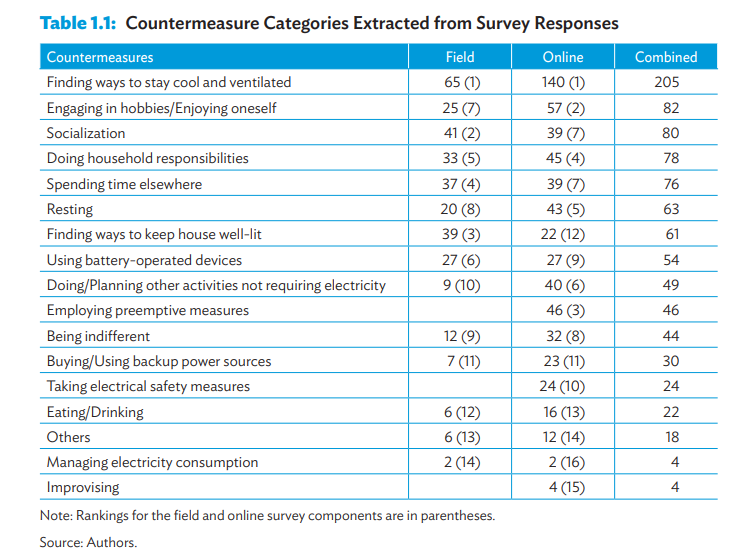 Table 1.1: Countermeasure Categories Extracted from Survey Responses
Countermeasures Field Online Combined
Finding ways to stay cool and ventilated 65 (1) 140 (1) 205
Engaging in hobbies/Enjoying oneself 25 (7) 57 (2) 82
Socialization 41 (2) 39 (7) 80
Doing household responsibilities 33 (5) 45 (4) 78
Spending time elsewhere 37 (4) 39 (7) 76
Resting 20 (8) 43 (5) 63
Finding ways to keep house well-lit 39 (3) 22 (12) 61
Using battery-operated devices 27 (6) 27 (9) 54
Doing/Planning other activities not requiring electricity 9 (10) 40 (6) 49
Employing preemptive measures 46 (3) 46
Being indifferent 12 (9) 32 (8) 44
Buying/Using backup power sources 7 (11) 23 (11) 30
Taking electrical safety measures 24 (10) 24
Eating/Drinking 6 (12) 16 (13) 22
Others 6 (13) 12 (14) 18
Managing electricity consumption 2 (14) 2 (16) 4
Improvising 4 (15) 4
Note: Rankings for the field and online survey components are in parentheses.
Source: Authors.